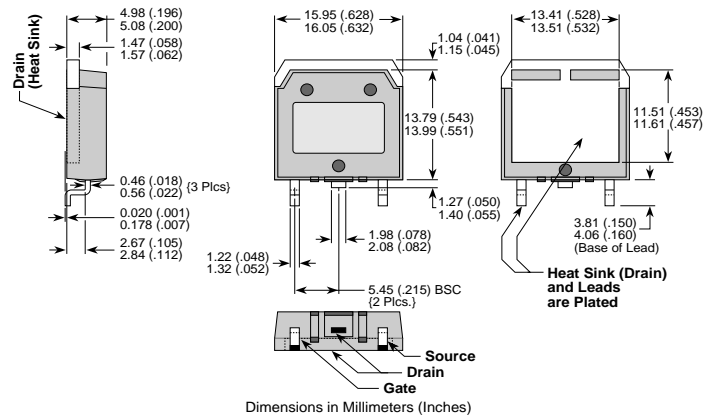 4.98 (.196)
5.08 (.200)
1.47 (.058)
1.57 (.062)
Drain
(Heat Sink)
0.46 (.018)
0.56 (.022) {3 Plcs}
0.020 (.001)
0.178 (.007)
2.67 (.105)
2.84 (.112)
15.95 (.628)
16.05 (.632)
1.04 (.041)
1.15 (.045)
13.79 (.543)
13.99 (.551)
1.27 (.050)
1.40 (.055)
1.98 (.078)
2.08 (.082)
1.22 (.048)
1.32 (.052)
5.45 (.215) BSC
{2 Plcs.}
13.41 (.528)
13.51 (.532)
11.51 (.453)
11.61 (.457)
3.81 (.150)
4.06 (.160)
(Base of Lead)
Heat Sink (Drain)
and Leads
are Plated
Source
Drain
Gate
Dimensions in Millimeters (Inches)